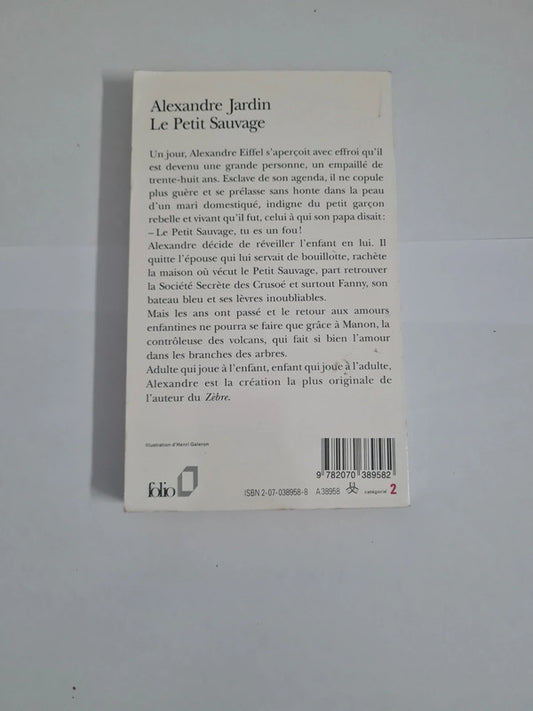 Alexandre Jardin
Le Petit Sauvage
Un jour, Alexandre Eiffel s'aperçoit avec effroi qu'il
est devenu une grande personne, un empaillé de
trente-huit ans. Esclave de son agenda, il ne copule
plus guère et se prélasse sans honte dans la peau
d'un mari domestiqué, indigne du petit garçon
rebelle et vivant qu'il fut, celui à qui son papa disait :
– Le Petit Sauvage, tu es un fou !
Alexandre décide de réveiller l'enfant en lui. Il
quitte l'épouse qui lui servait de bouillotte, rachète
la maison où vécut le Petit Sauvage, part retrouver
la Société Secrète des Crusoé et surtout Fanny, son
bateau bleu et ses lèvres inoubliables.
Mais les ans ont passé et le retour aux amours
enfantines ne pourra se faire que grâce à Manon, la
contrôleuse des volcans, qui fait si bien l'amour
dans les branches des arbres.
Adulte qui joue à l'enfant, enfant qui joue à l'adulte,
Alexandre est la création la plus originale de
l'auteur du Zèbre.
Illustration d'Henri Galeron
9 782070 389582
folio
ISBN 2-07-038958-8 A 38958 catégorie 2